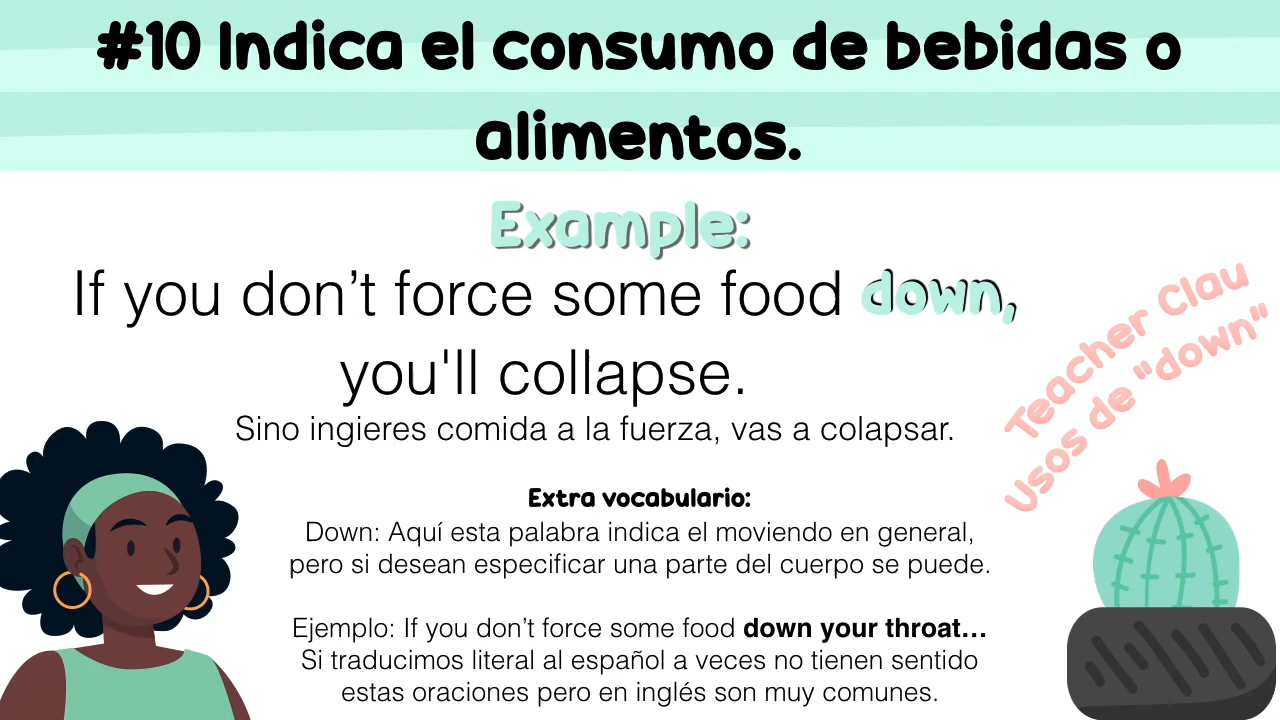 #10 Indica el consumo de bebidas o
alimentos.
Example:
If you don’t force some food down,
you'll collapse.
Sino ingieres comida a la fuerza, vas a colapsar.
Teacher Clau
Usos de "down"
Extra vocabulario:
Down: Aquí esta palabra indica el moviendo en general,
pero si desean especificar una parte del cuerpo se puede.
Ejemplo: If you don’t force some food down your throat...
Si traducimos literal al español a veces no tienen sentido
estas oraciones pero en inglés son muy comunes.